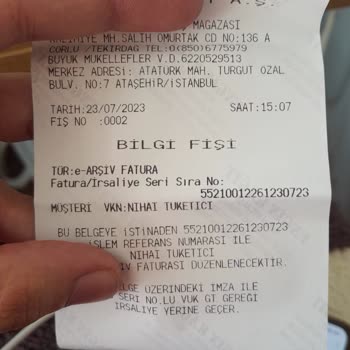 A.Ş.
MAĞAZASI
MH.SALİH OMURTAK CD NO:136 A
ÇORLU /TEKİRDAĞ TEL:0(850)6775979
BÜYÜK MÜKELLEFLER V.D.6220529513
MERKEZ ADRESİ: ATATÜRK MAH. TURGUT ÖZAL
BULV. NO:7 ATAŞEHİR/İSTANBUL
TARİH:23/07/2023 SAAT:15:07
FİŞ NO :0002
BİLGİ FİŞİ
TÜR:e-ARŞİV FATURA
Fatura/İrsaliye Seri Sıra No:
55210012261230723
MÜŞTERİ VKN:NİHAİ TÜKETİCİ
BU BELGEYE İSTİNADEN 55210012261230723
İŞLEM REFERANS NUMARASI İLE
NİHAİ TÜKETİCİ
FATURASI DÜZENLENECEKTİR.
ÜZERİNDEKİ İMZA İLE
SERİ NO.LU VUK GT GEREĞİ
İRSALİYE YERİNE GEÇER.